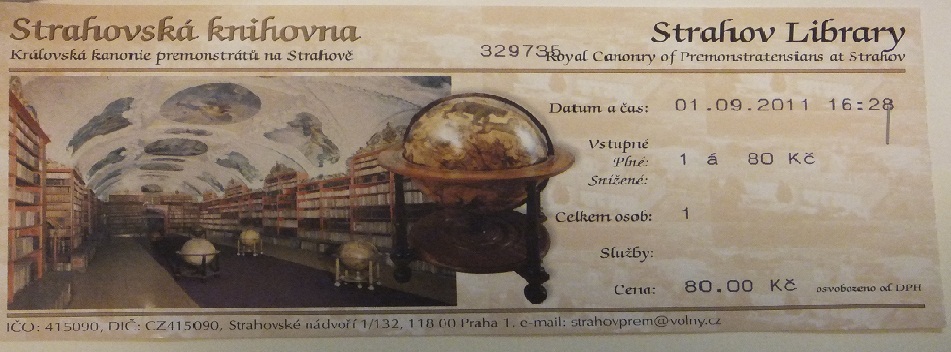 Strahovská knihovna
Královská kanonie premonstrátů na Strahově
329735
Strahov Library
Royal Canonry of Premonstratensians at Strahov
Datum a čas: 01.09.2011 16:28
Vstupné
Plné: 1 á 80 Kč
Snížené:
Celkem osob: 1
Služby:
Cena: 80.00 Kč osvobozeno od DPH
IČO: 415090, DIČ: CZ415090, Strahovské nádvoří 1/132, 118 00 Praha 1. e-mail: strahovprem@volny.cz